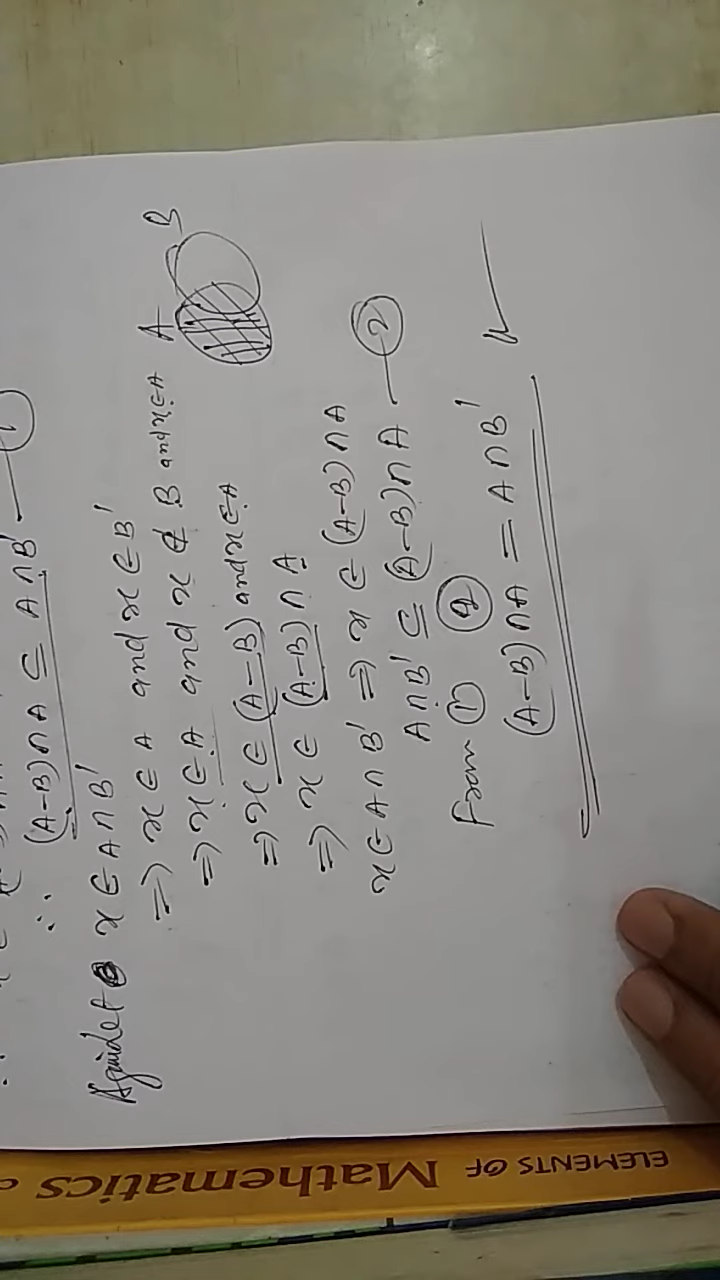 ∴ (A-B)∩A ⊆ A∩B' — ①
Again let x ∈ A∩B'
⇒ x ∈ A and x ∈ B'
⇒ x ∈ A and x ∉ B and x ∈ A
A B
⇒ x ∈ (A-B) and x ∈ A
⇒ x ∈ (A-B) ∩ A
x ∈ A∩B' ⇒ x ∈ (A-B)∩A
A∩B' ⊆ (A-B)∩A — ②
From ① ②
(A-B)∩A = A∩B'
ELEMENTS OF Mathematics